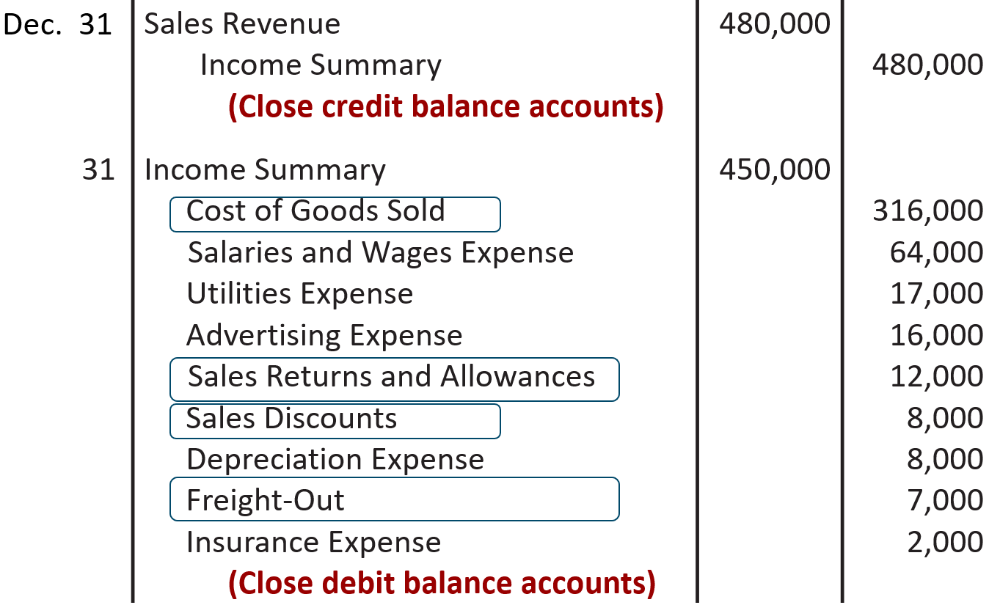 Dec. 31 Sales Revenue 480,000
Income Summary 480,000
(Close credit balance accounts)
31 Income Summary 450,000
Cost of Goods Sold 316,000
Salaries and Wages Expense 64,000
Utilities Expense 17,000
Advertising Expense 16,000
Sales Returns and Allowances 12,000
Sales Discounts 8,000
Depreciation Expense 8,000
Freight-Out 7,000
Insurance Expense 2,000
(Close debit balance accounts)